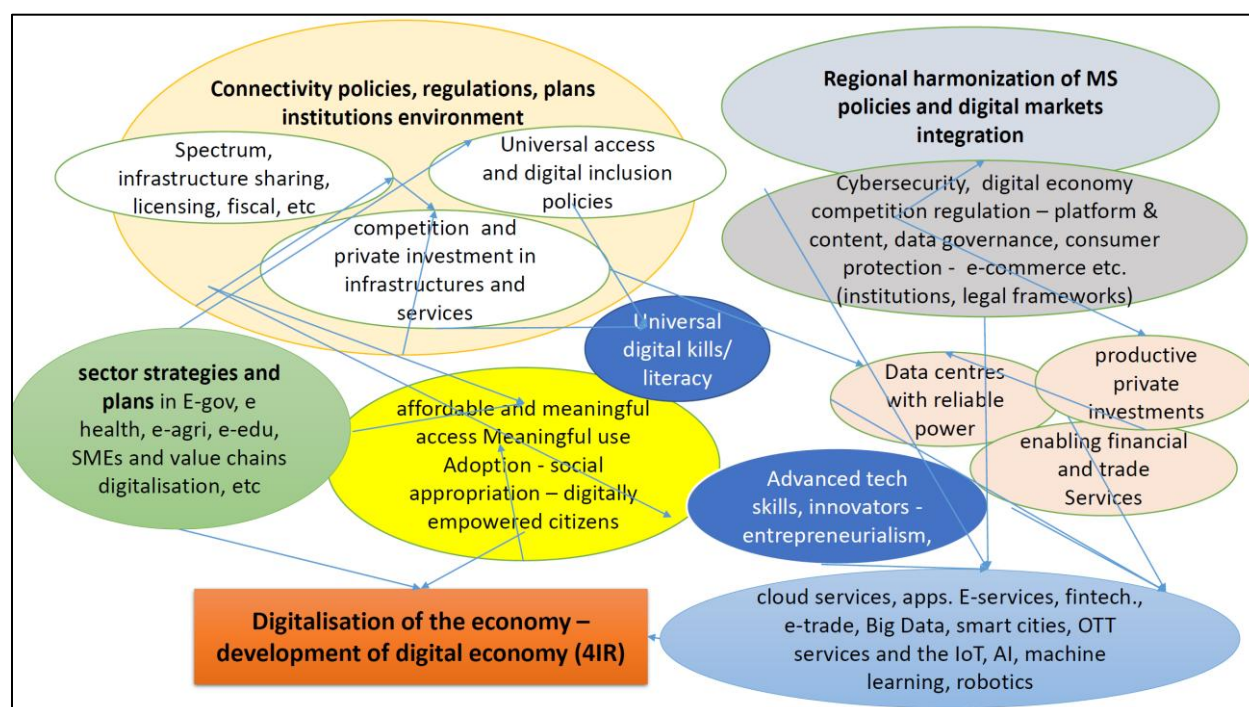 Connectivity policies, regulations, plans
institutions environment
Spectrum,
infrastructure sharing,
licensing, fiscal, etc
Universal access
and digital inclusion
policies
competition  and
private investment in
infrastructures and
services
Regional harmonization of MS
policies and digital markets
integration
Cybersecurity,  digital economy
competition regulation – platform &
content, data governance, consumer
protection -  e-commerce etc.
(institutions, legal frameworks)
sector strategies and
plans in E-gov, e
health, e-agri, e-edu,
SMEs and value chains
digitalisation, etc
Universal
digital kills/
literacy
affordable and meaningful
access Meaningful use
Adoption - social
appropriation – digitally
empowered citizens
Data centres
with reliable
power
productive
private
investments
enabling financial
and trade
Services
Advanced tech
skills, innovators -
entrepreneurialism,
Digitalisation of the economy –
development of digital economy (4IR)
cloud services, apps. E-services, fintech.,
e-trade, Big Data, smart cities, OTT
services and the IoT, AI, machine
learning, robotics